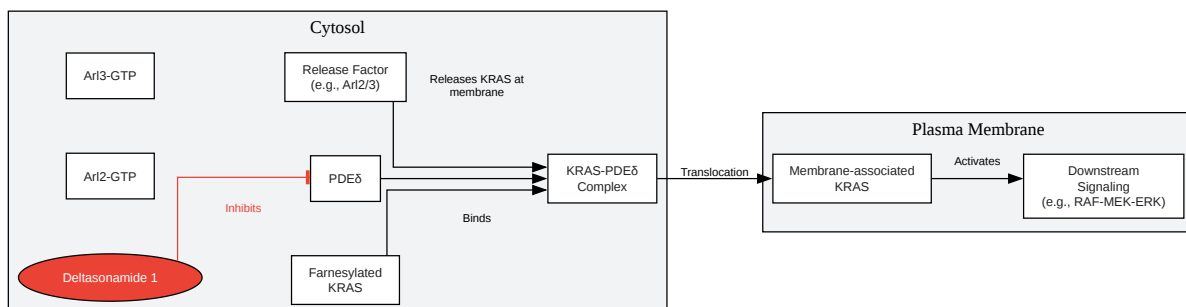 Cytosol
Arl3-GTP
Release Factor
(e.g., Arl2/3)
Releases KRAS at
membrane
Arl2-GTP
PDEδ
Inhibits
KRAS-PDEδ
Complex
Binds
Deltasonamide 1
Farnesylated
KRAS
Translocation
Plasma Membrane
Membrane-associated
KRAS
Activates
Downstream
Signaling
(e.g., RAF-MEK-ERK)